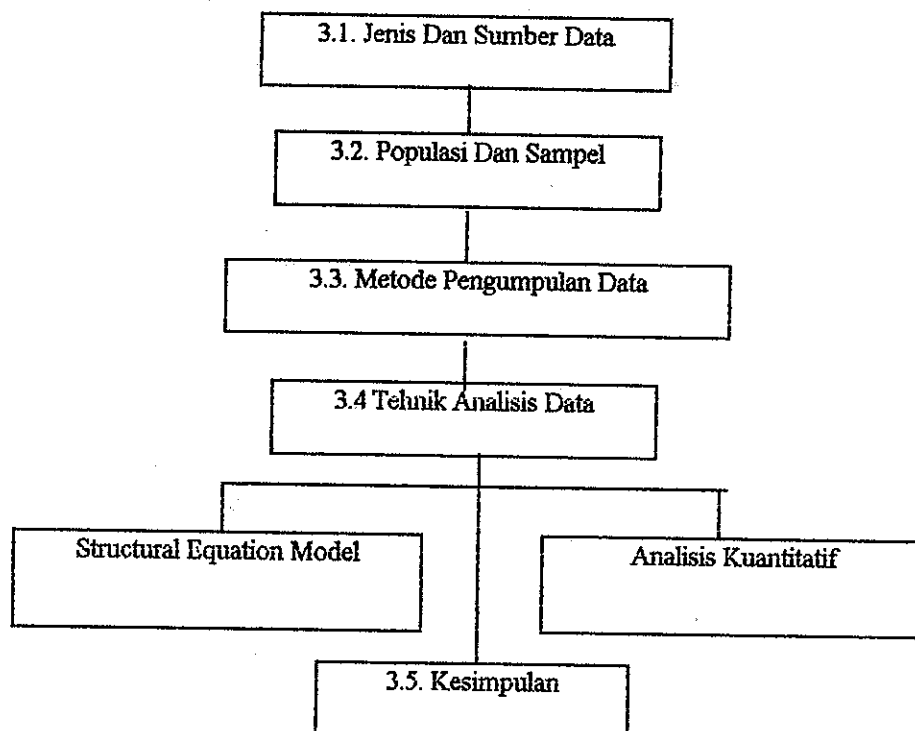 3.1. Jenis Dan Sumber Data
3.2. Populasi Dan Sampel
3.3. Metode Pengumpulan Data
3.4 Tehnik Analisis Data
Structural Equation Model
Analisis Kuantitatif
3.5. Kesimpulan